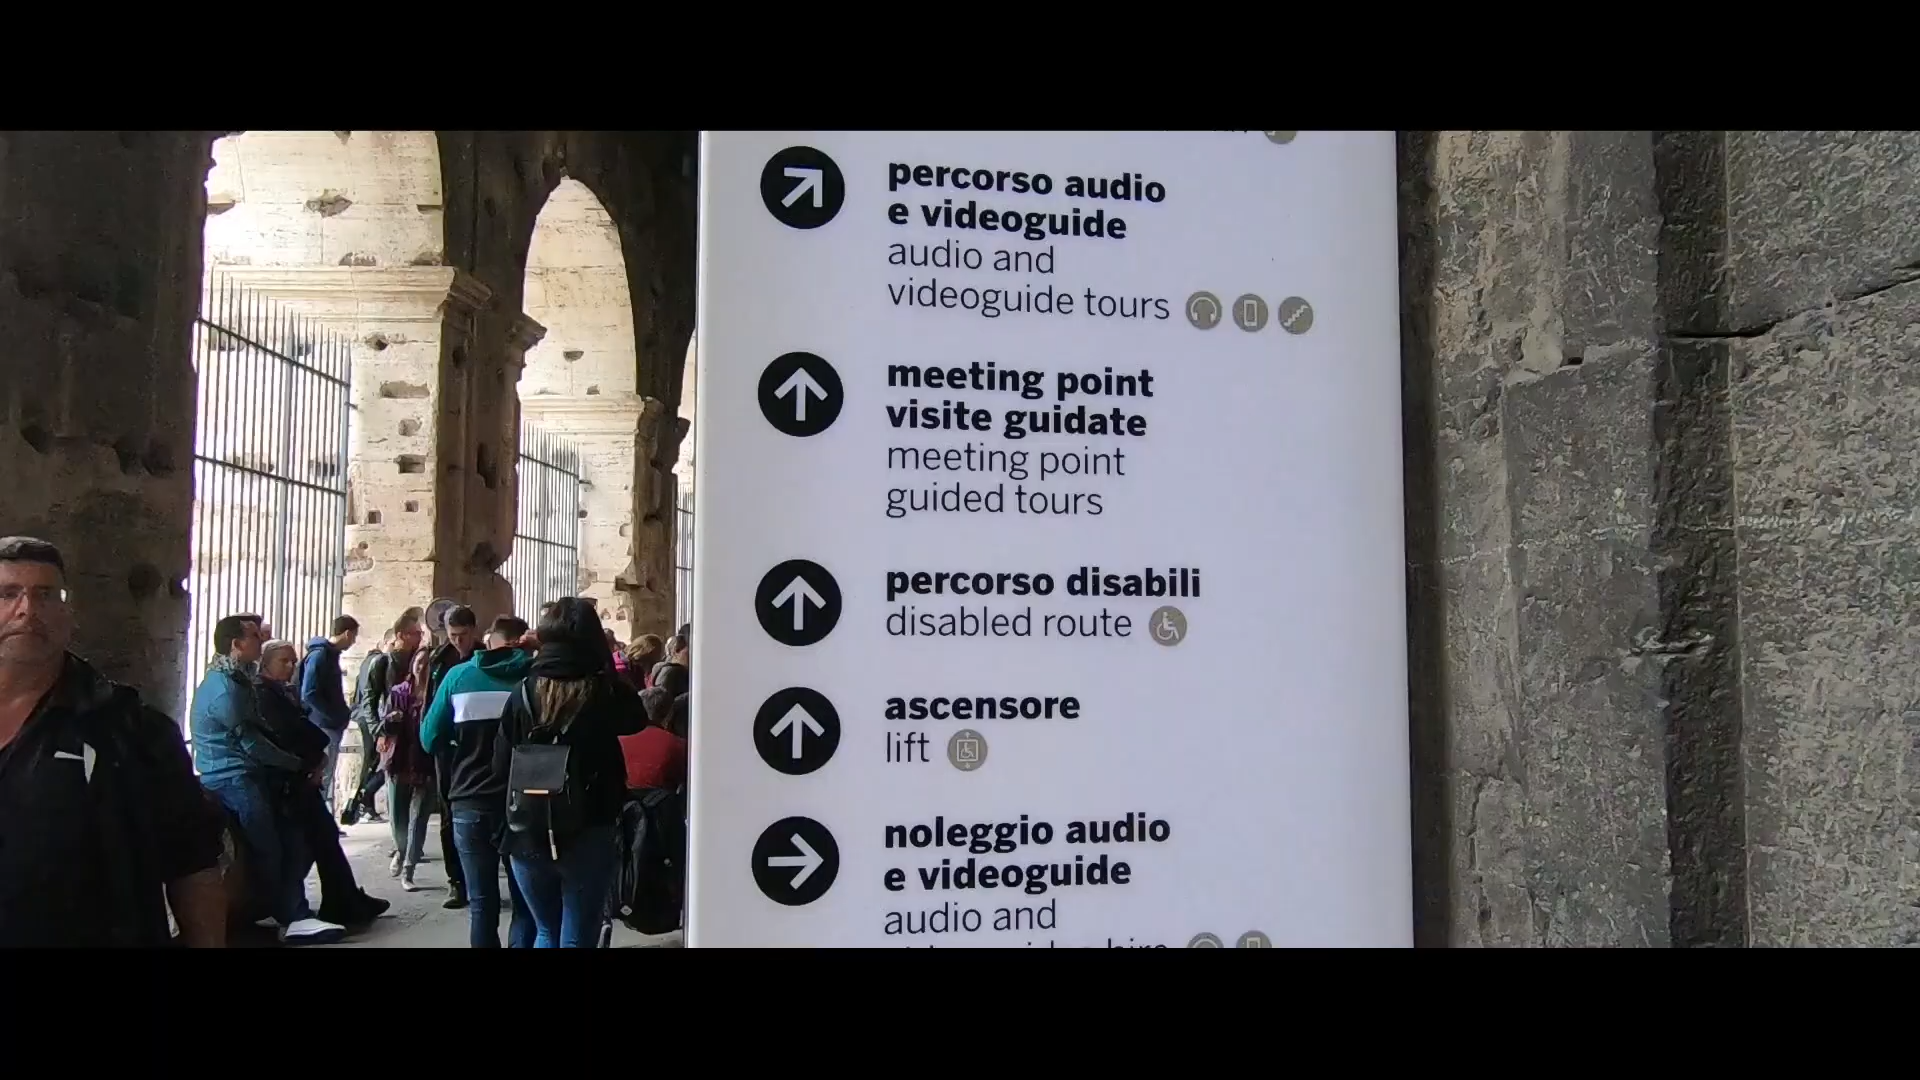 percorso audio
e videoguide
audio and
videoguide tours
meeting point
visite guidate
meeting point
guided tours
percorso disabili
disabled route
ascensore
lift
noleggio audio
e videoguide
audio and